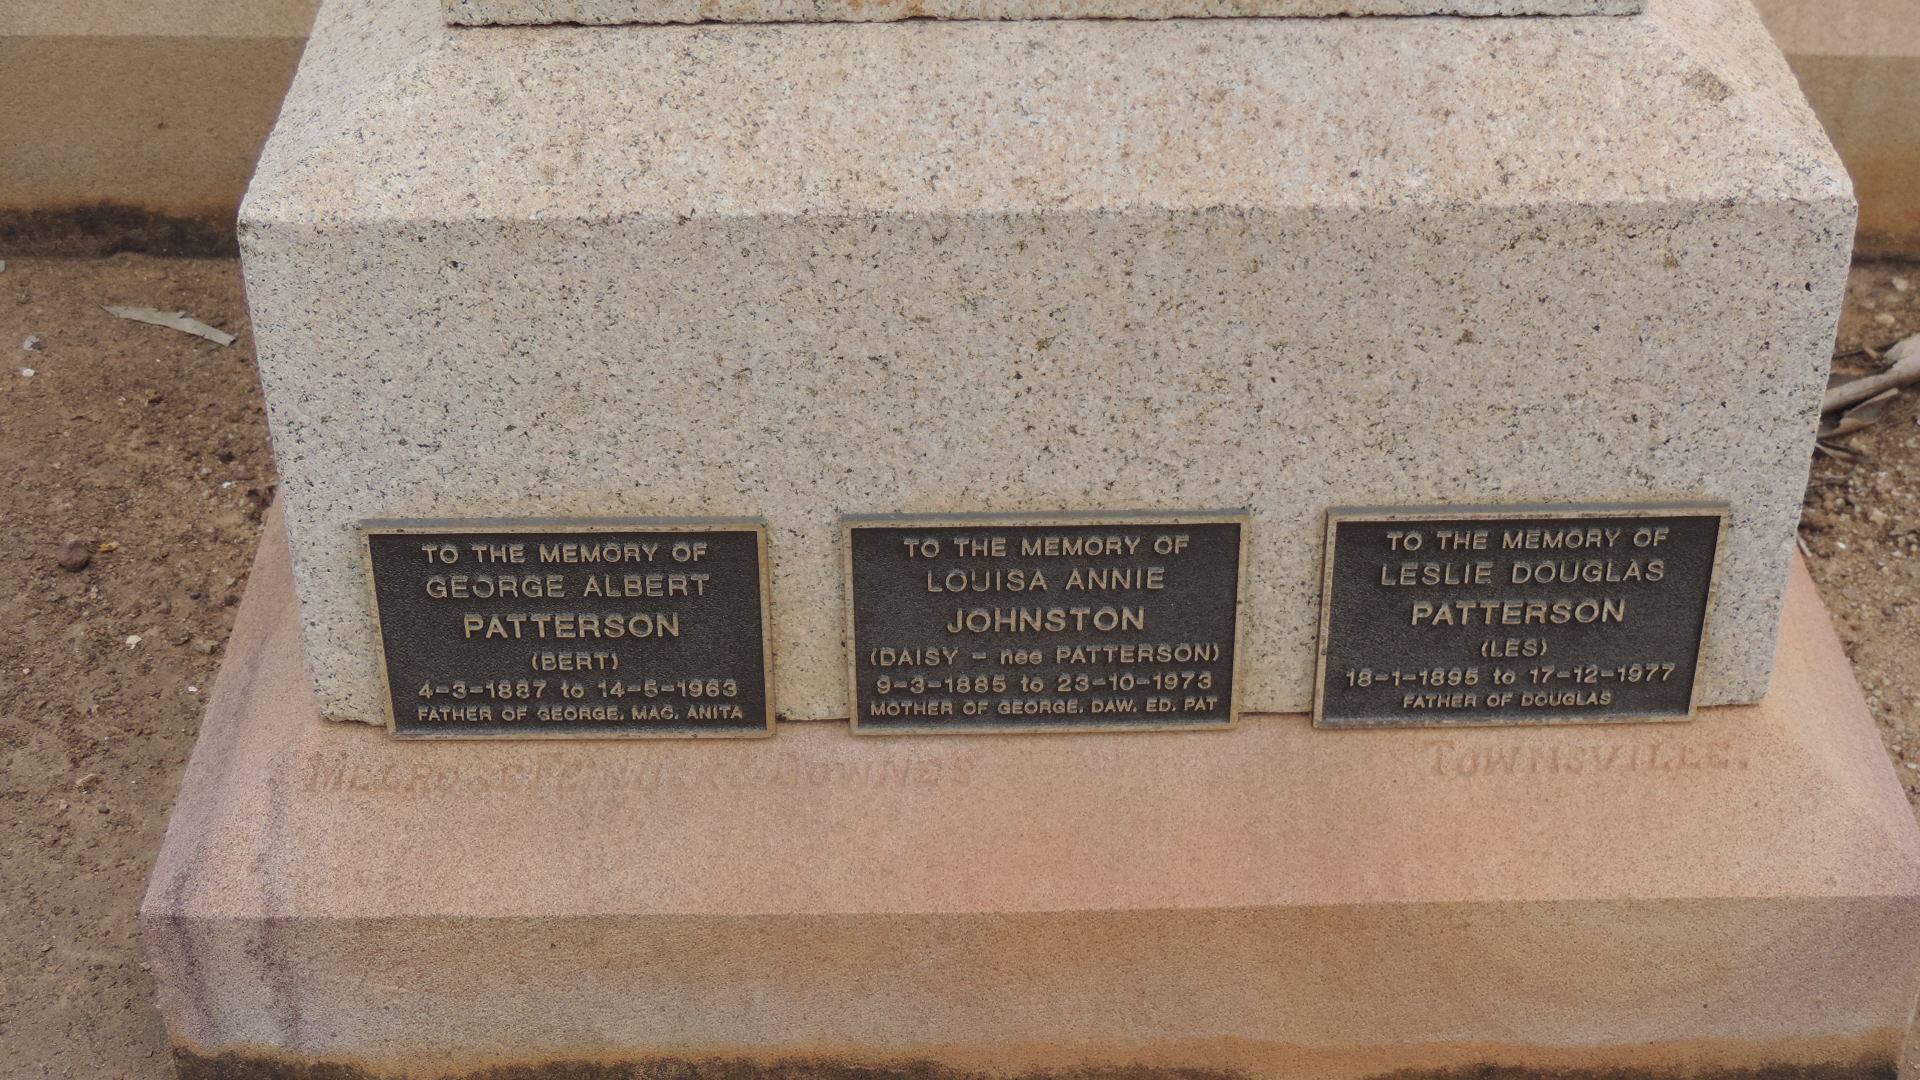 TO THE MEMORY OF
GEORGE ALBERT
PATTERSON
(BERT)
4-3-1887 to 14-5-1963
FATHER OF GEORGE, MAC, ANITA
TO THE MEMORY OF
LOUISA ANNIE
JOHNSTON
(DAISY - nee PATTERSON)
9-3-1885 to 23-10-1973
MOTHER OF GEORGE, DAW, ED, PAT
TO THE MEMORY OF
LESLIE DOUGLAS
PATTERSON
(LES)
18-1-1895 to 17-12-1977
FATHER OF DOUGLAS
TOWNSVILLE.